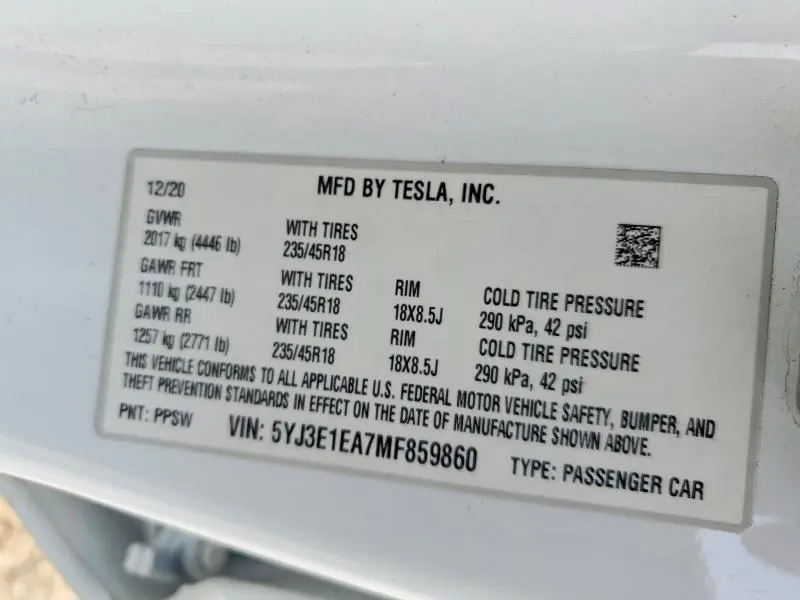 12/20 MFD BY TESLA, INC.
GVWR
2017 kg (4446 lb) WITH TIRES 235/45R18
GAWR FRT
1110 kg (2447 lb) WITH TIRES 235/45R18 RIM 18X8.5J COLD TIRE PRESSURE 290 kPa, 42 psi
GAWR RR
1257 kg (2771 lb) WITH TIRES 235/45R18 RIM 18X8.5J COLD TIRE PRESSURE 290 kPa, 42 psi
THIS VEHICLE CONFORMS TO ALL APPLICABLE U.S. FEDERAL MOTOR VEHICLE SAFETY, BUMPER, AND
THEFT PREVENTION STANDARDS IN EFFECT ON THE DATE OF MANUFACTURE SHOWN ABOVE.
PNT: PPSW VIN: 5YJ3E1EA7MF859860 TYPE: PASSENGER CAR